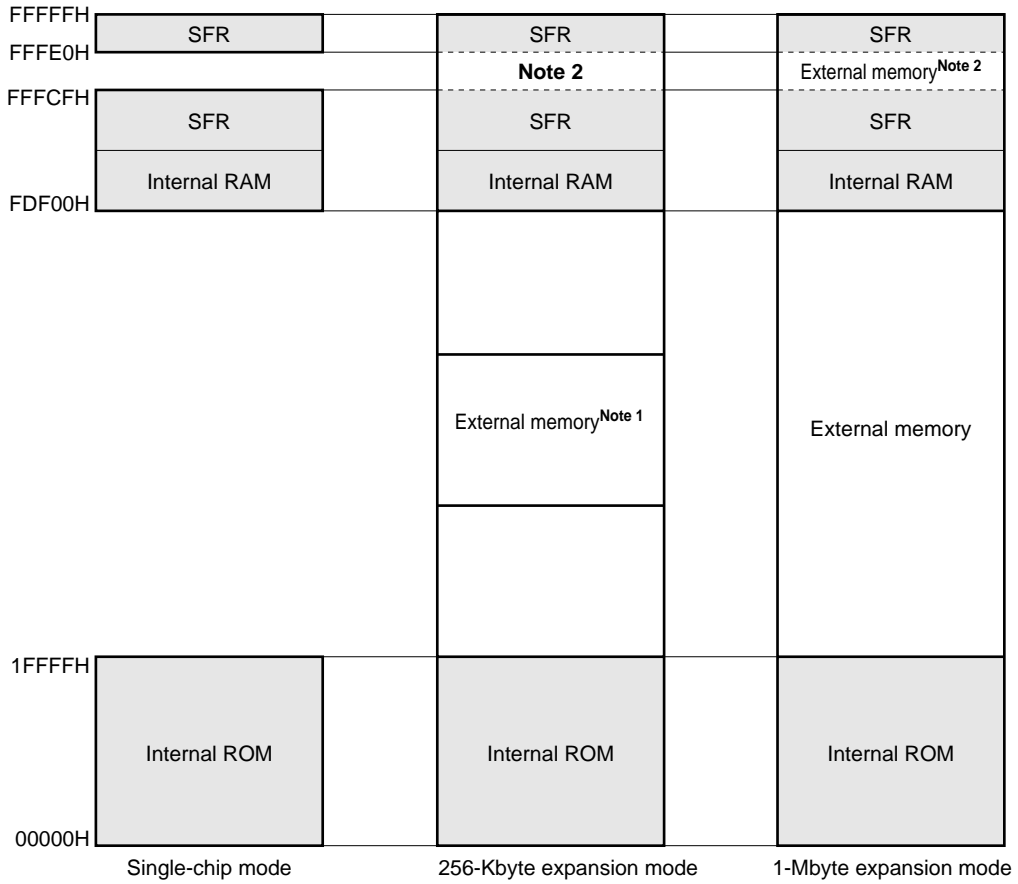 FFFFFH
SFR
SFR
SFR
FFFE0H
Note 2
External memoryNote 2
FFFCFH
SFR
SFR
SFR
Internal RAM
Internal RAM
Internal RAM
FDF00H
External memoryNote 1
External memory
1FFFFH
Internal ROM
Internal ROM
Internal ROM
00000H
Single-chip mode
256-Kbyte expansion mode
1-Mbyte expansion mode